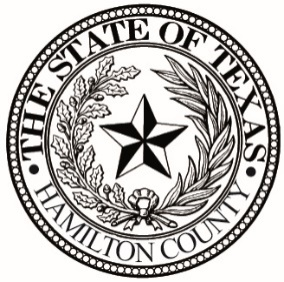 • THE STATE OF TEXAS •
HAMILTON COUNTY